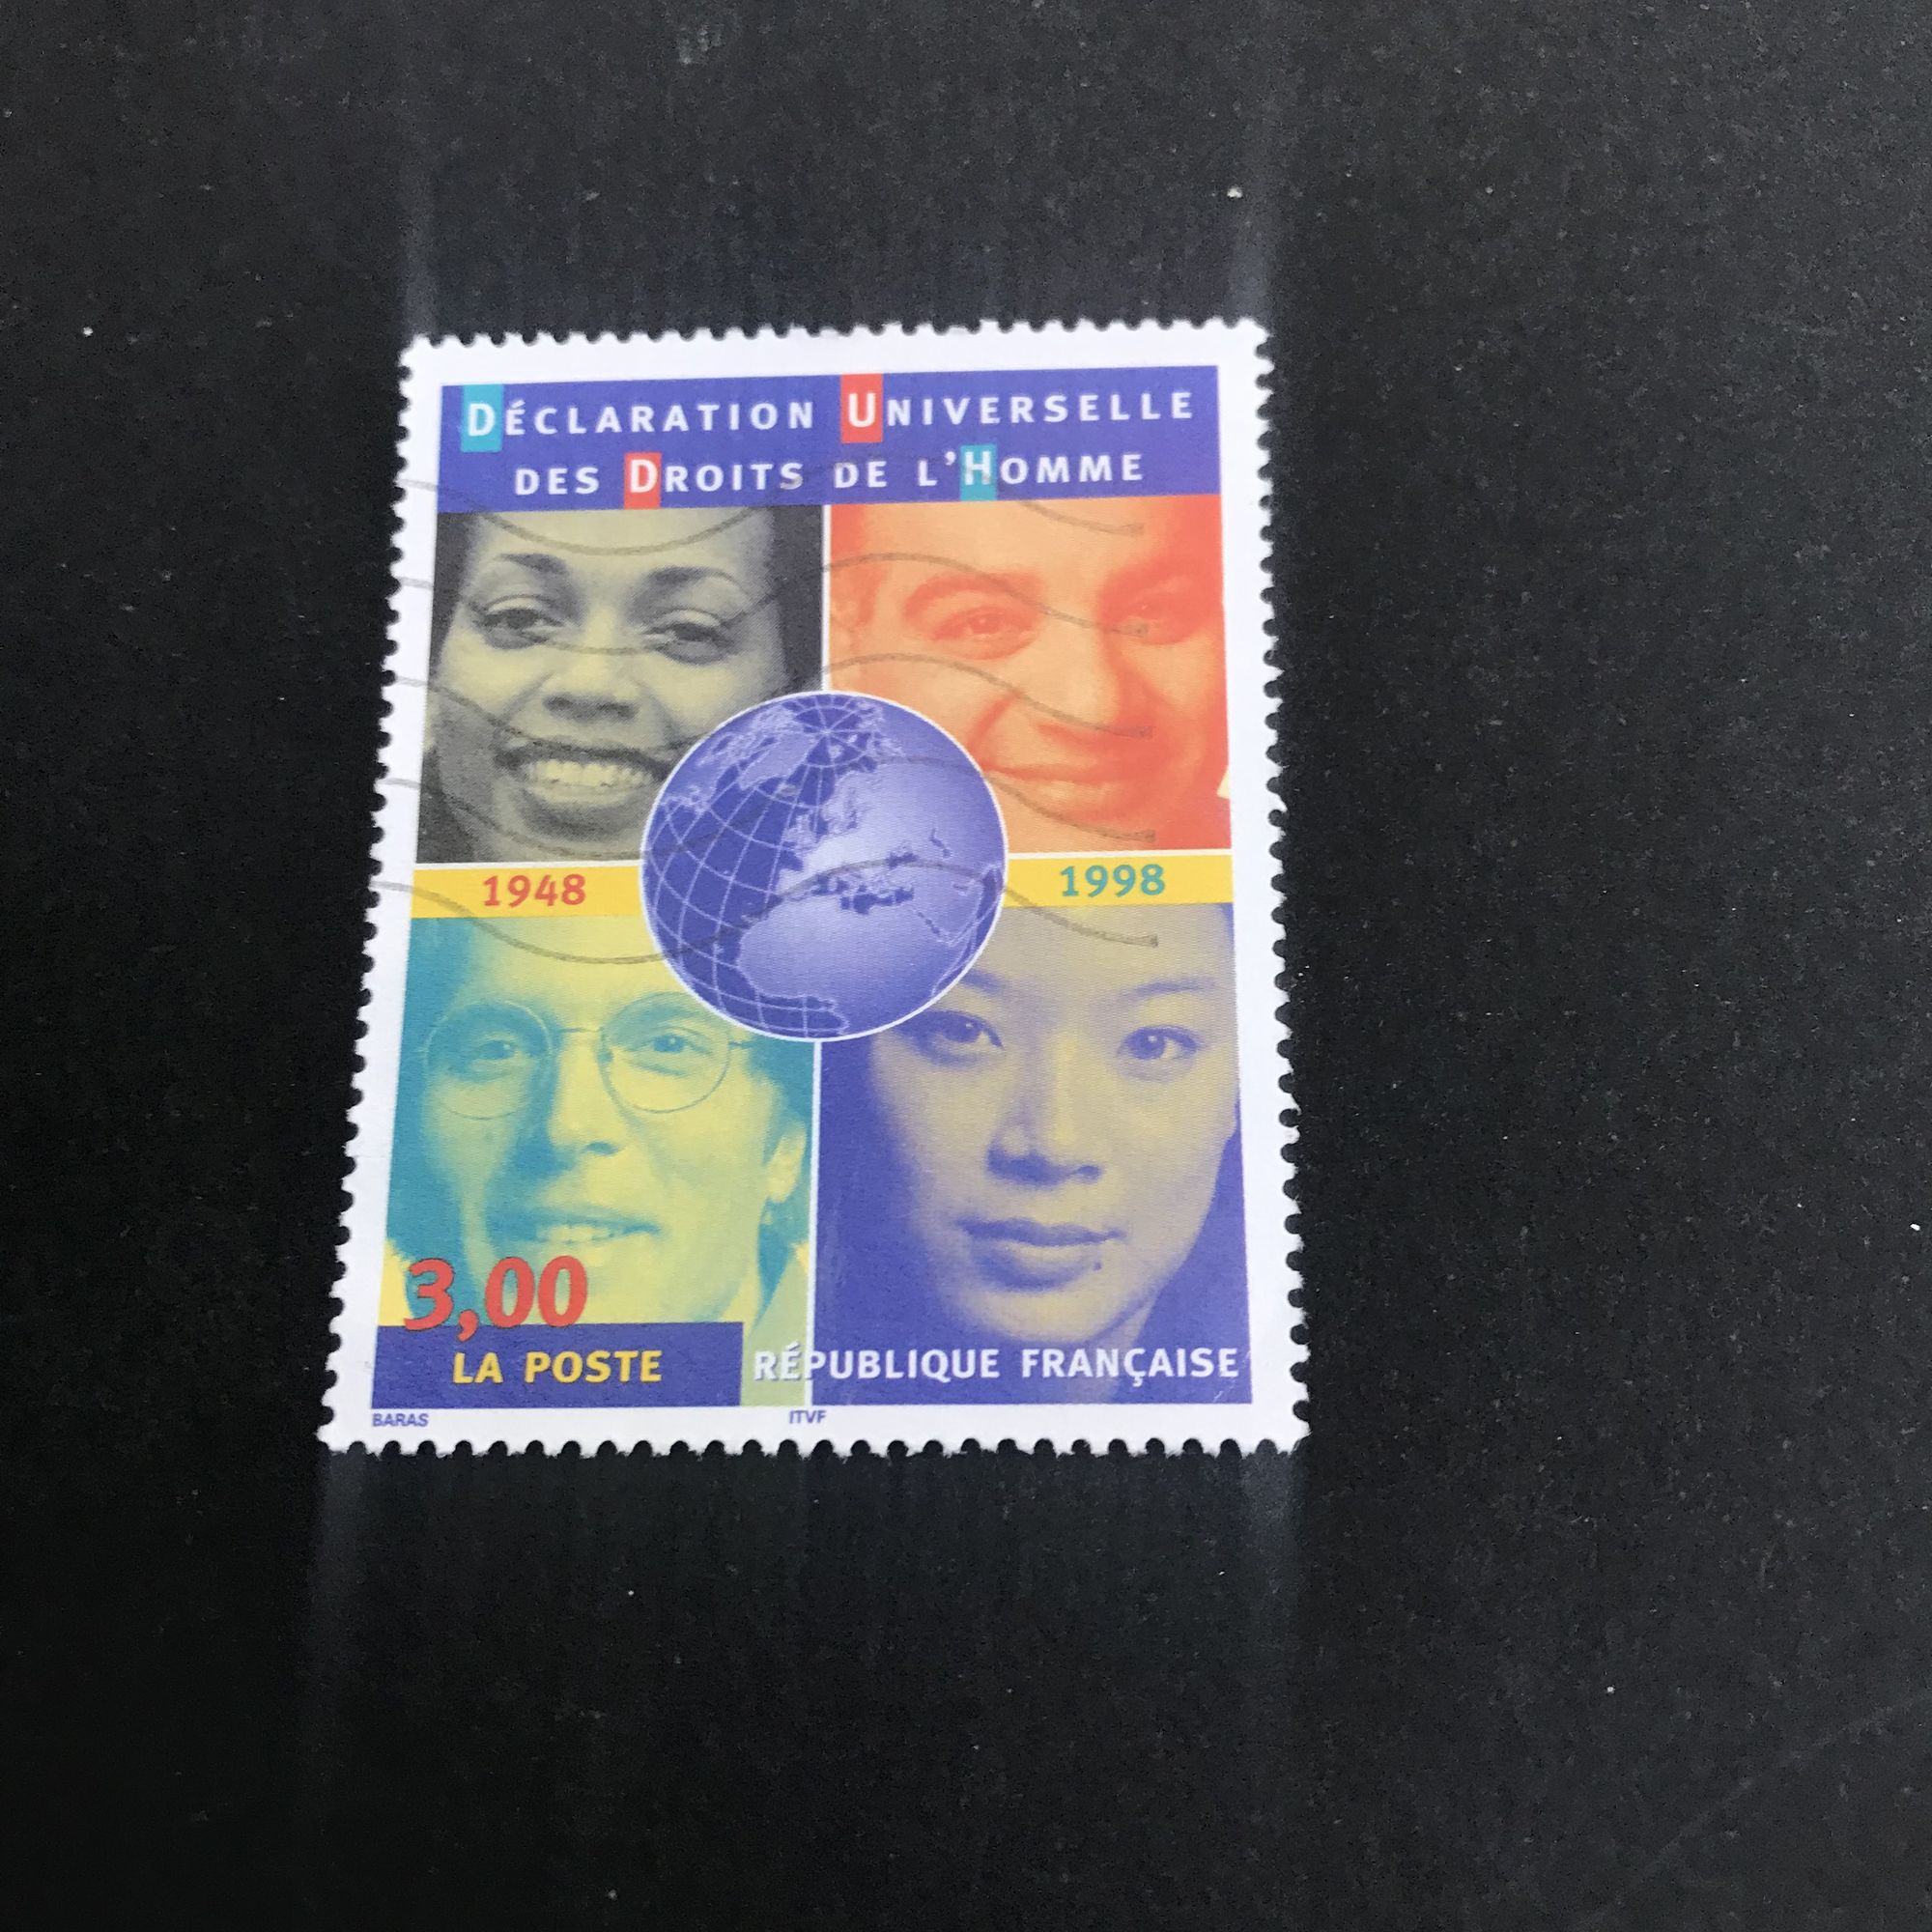 DÉCLARATION UNIVERSELLE
DES DROITS DE L'HOMME
1948
1998
3,00
LA POSTE
RÉPUBLIQUE FRANÇAISE
BARAS
ITVF